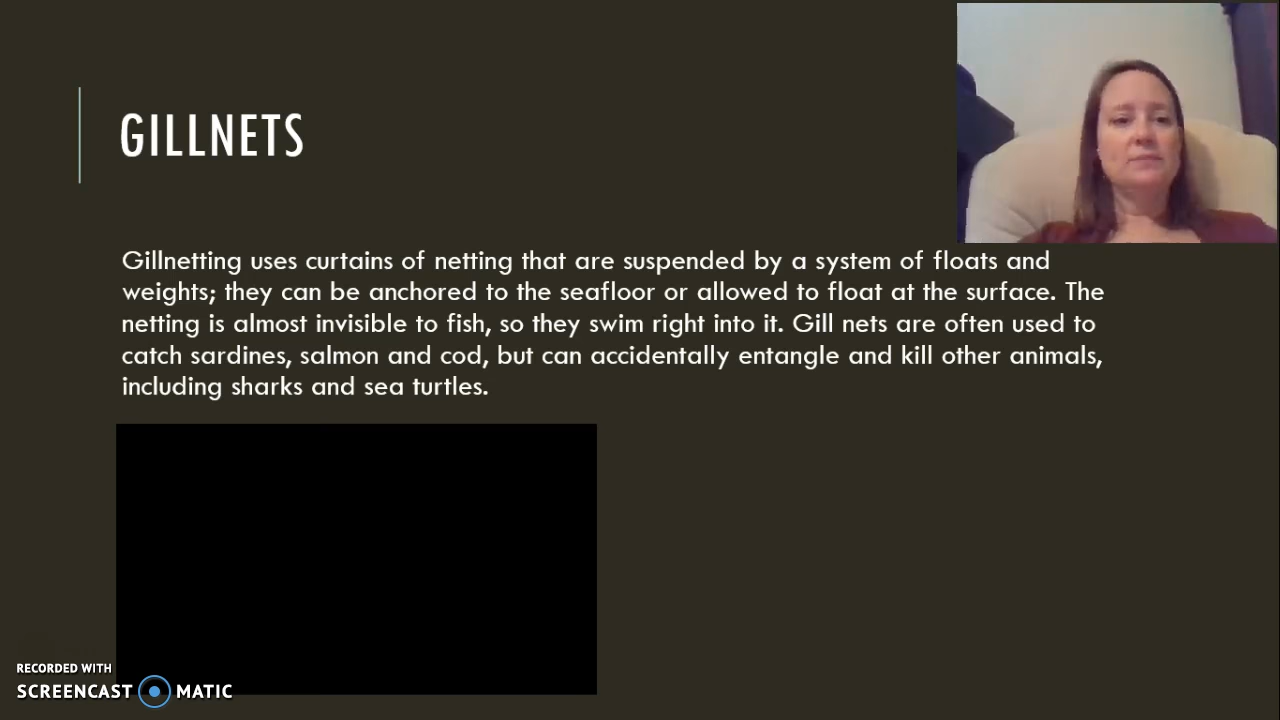 GILLNETS
Gillnetting uses curtains of netting that are suspended by a system of floats and
weights; they can be anchored to the seafloor or allowed to float at the surface. The
netting is almost invisible to fish, so they swim right into it. Gill nets are often used to
catch sardines, salmon and cod, but can accidentally entangle and kill other animals,
including sharks and sea turtles.
RECORDED WITH
SCREENCAST MATIC